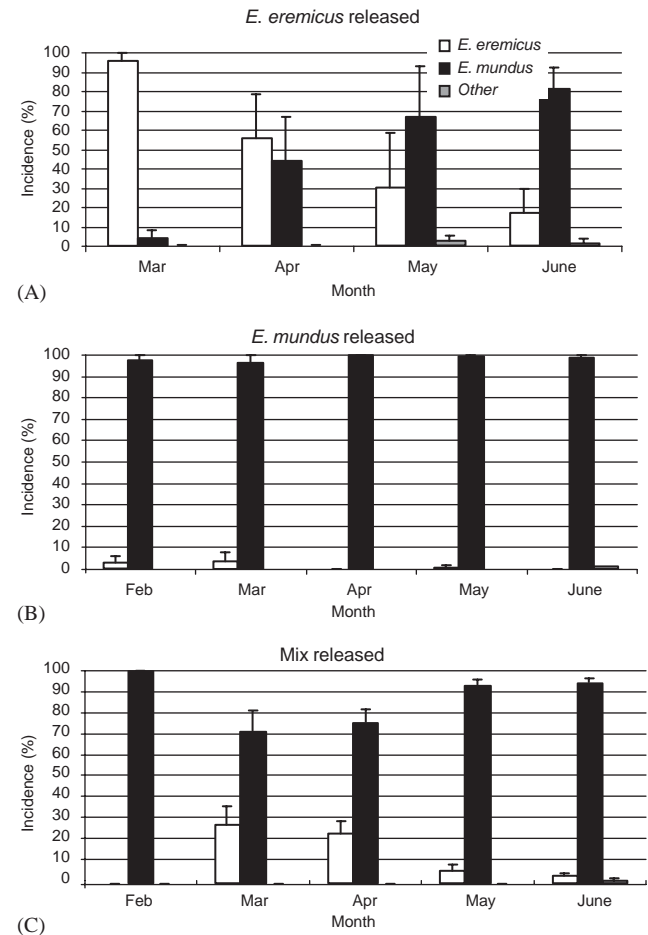 E. eremicus released
E. eremicus
E. mundus
Other
Incidence (%)
100
90
80
70
60
50
40
30
20
10
0
Mar Apr May June
Month
(A)
E. mundus released
Incidence (%)
100
90
80
70
60
50
40
30
20
10
0
Feb Mar Apr May June
Month
(B)
Mix released
Incidence (%)
100
90
80
70
60
50
40
30
20
10
0
Feb Mar Apr May June
Month
(C)